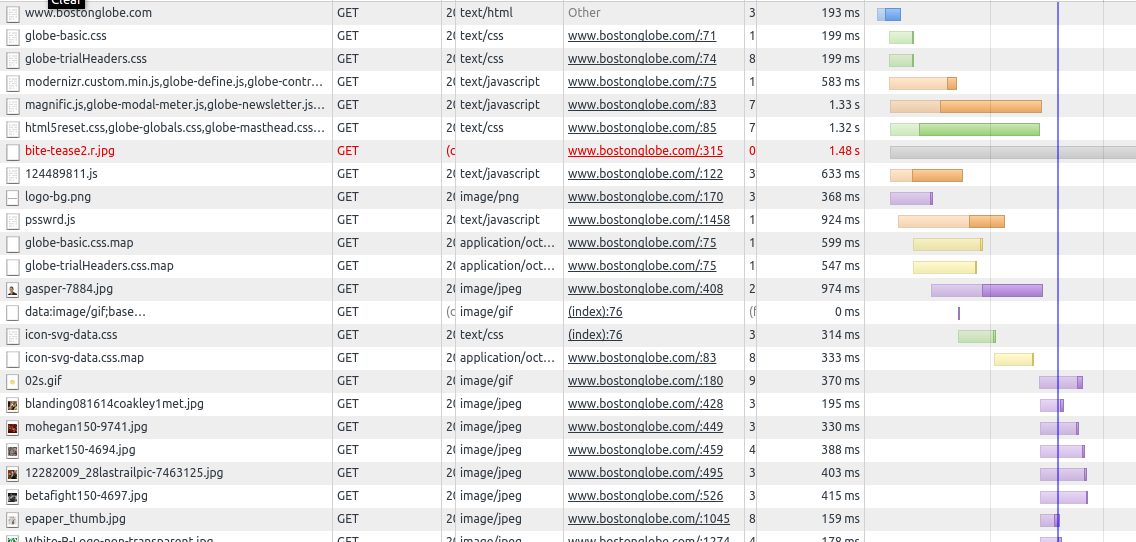 Clear
www.bostonglobe.com GET 20 text/html Other 3 193 ms
globe-basic.css GET 20 text/css www.bostonglobe.com/:71 1 199 ms
globe-trialHeaders.css GET 20 text/css www.bostonglobe.com/:74 8 199 ms
modernizr.custom.min.js,globe-define.js,globe-contr... GET 20 text/javascript www.bostonglobe.com/:75 1 583 ms
magnific.js,globe-modal-meter.js,globe-newsletter.js,... GET 20 text/javascript www.bostonglobe.com/:83 7 1.33 s
html5reset.css,globe-globals.css,globe-masthead.css... GET 20 text/css www.bostonglobe.com/:85 7 1.32 s
bite-tease2.r.jpg GET (c www.bostonglobe.com/:315 0 1.48 s
124489811.js GET 20 text/javascript www.bostonglobe.com/:122 3 633 ms
logo-bg.png GET 20 image/png www.bostonglobe.com/:170 3 368 ms
psswrd.js GET 20 text/javascript www.bostonglobe.com/:1458 1 924 ms
globe-basic.css.map GET 20 application/oct... www.bostonglobe.com/:75 1 599 ms
globe-trialHeaders.css.map GET 20 application/oct... www.bostonglobe.com/:75 1 547 ms
gasper-7884.jpg GET 20 image/jpeg www.bostonglobe.com/:408 2 974 ms
data:image/gif;base... GET (c image/gif (index):76 (f 0 ms
icon-svg-data.css GET 20 text/css (index):76 3 314 ms
icon-svg-data.css.map GET 20 application/oct... www.bostonglobe.com/:83 8 333 ms
02s.gif GET 20 image/gif www.bostonglobe.com/:180 9 370 ms
blanding081614coakley1met.jpg GET 20 image/jpeg www.bostonglobe.com/:428 3 195 ms
mohegan150-9741.jpg GET 20 image/jpeg www.bostonglobe.com/:449 3 330 ms
market150-4694.jpg GET 20 image/jpeg www.bostonglobe.com/:459 4 388 ms
12282009_28lastrailpic-7463125.jpg GET 20 image/jpeg www.bostonglobe.com/:495 3 403 ms
betafight150-4697.jpg GET 20 image/jpeg www.bostonglobe.com/:526 3 415 ms
epaper_thumb.jpg GET 20 image/jpeg www.bostonglobe.com/:1045 8 159 ms
White-B-Logo-non-transparent.jpg GET 20 image/jpeg www.bostonglobe.com/:1274 4 178 ms